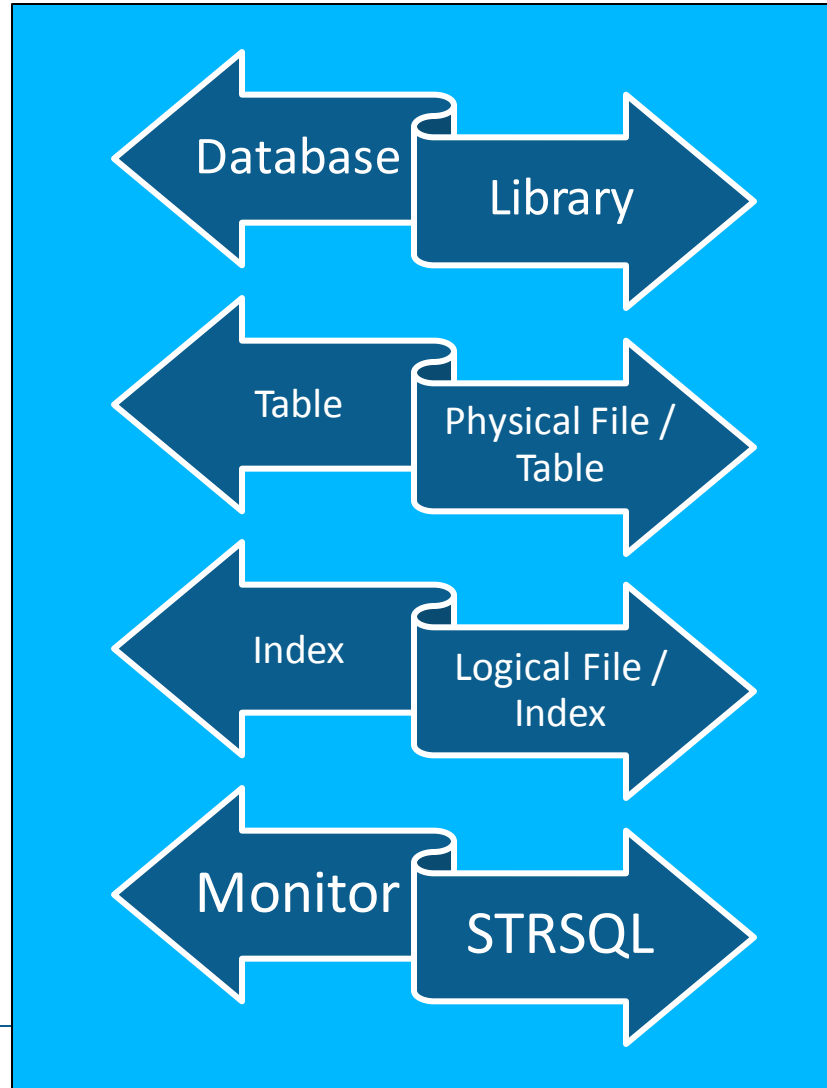 Database
Library
Table
Physical File /
Table
Index
Logical File /
Index
Monitor
STRSQL